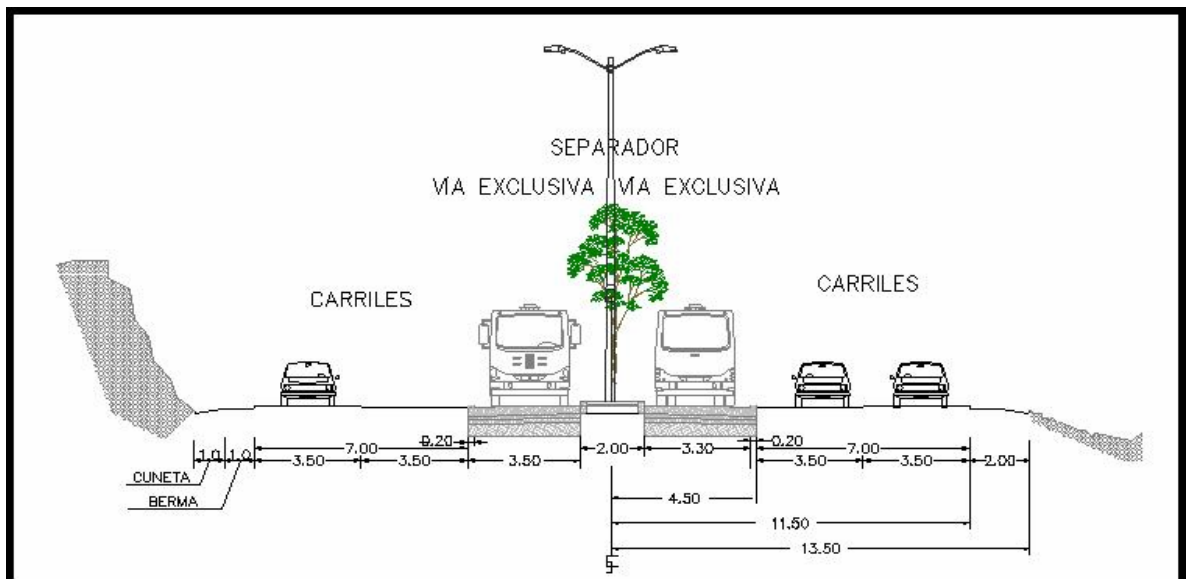 SEPARADOR
VÍA EXCLUSIVA VÍA EXCLUSIVA
CARRILES
CARRILES
0.20 0.20
7.00 2.00 3.30 7.00
1.0 1.0 3.50 3.50 3.50 3.50 3.50 2.00
CUNETA
BERMA
4.50
11.50
13.50